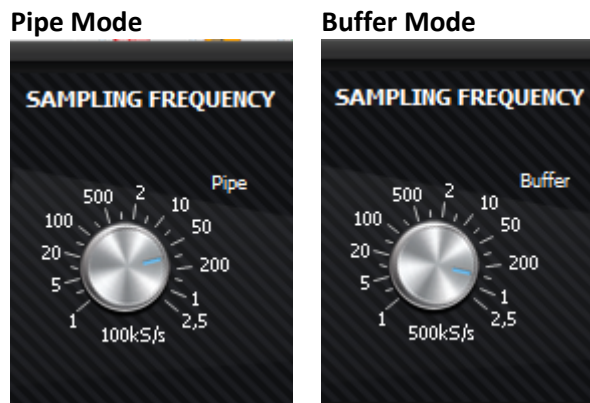 Pipe Mode
SAMPLING FREQUENCY
Pipe
500 2 10
100 50
20 200
5 1
1 2,5
100kS/s
Buffer Mode
SAMPLING FREQUENCY
Buffer
500 2 10
100 50
20 200
5 1
1 2,5
500kS/s